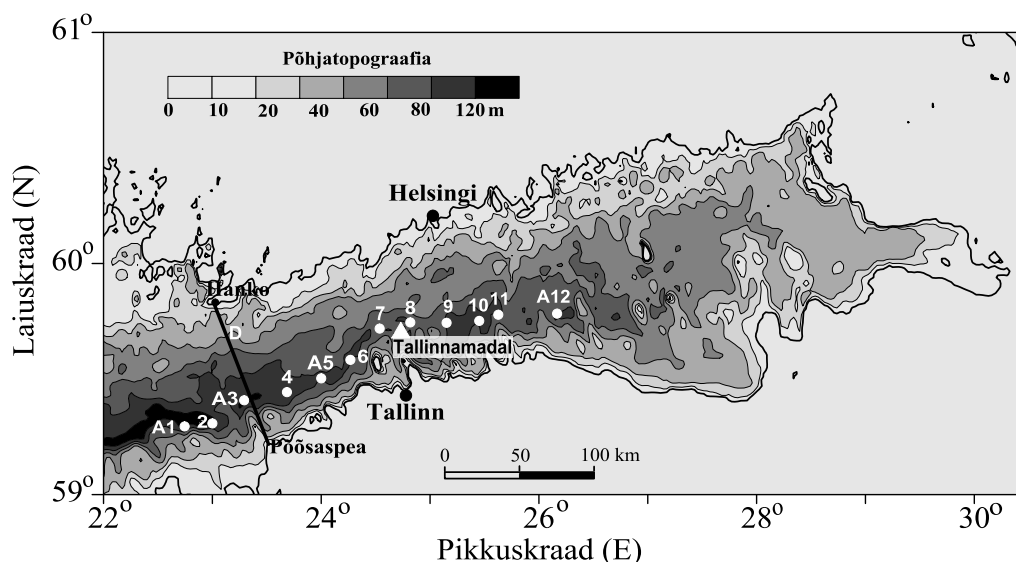 61°
Põhjatopograafia
0 10 20 40 60 80 120 m
Helsingi
60°
Hanko
D
7 8 9 10 11 A12
Tallinnamadal
A5 6
4
A3
A1 2
Tallinn
Põõsaspea
0 50 100 km
59°
22° 24° 26° 28° 30°
Laiuskraad (N)
Pikkuskraad (E)